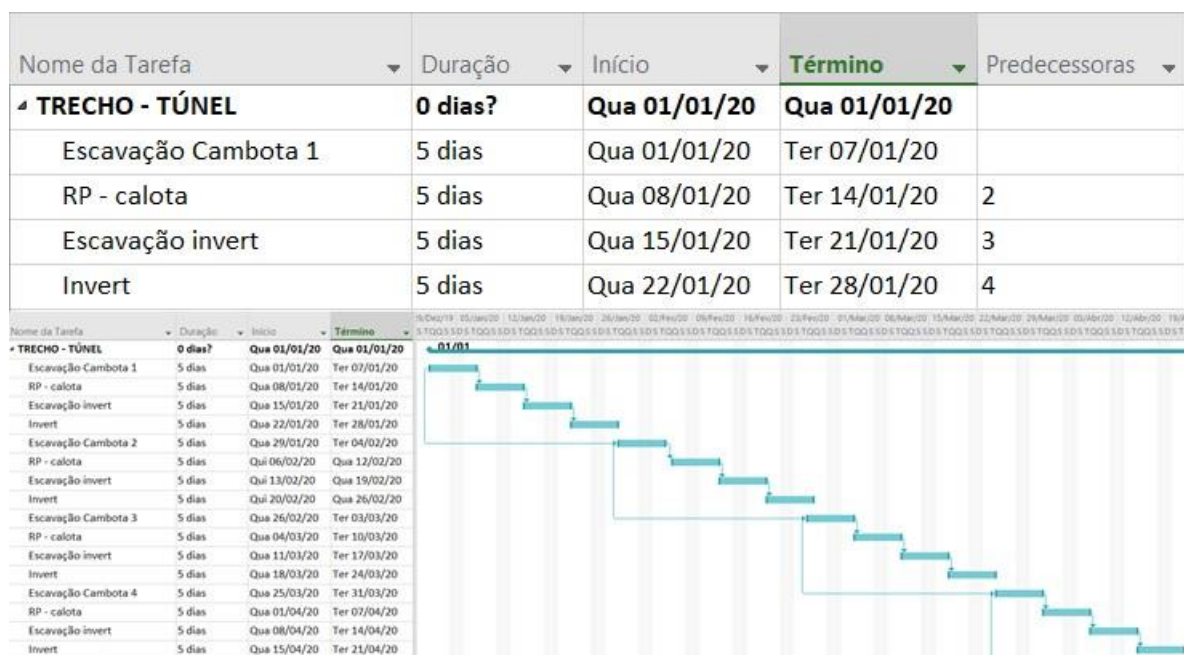 Nome da Tarefa Duração Início Término Predecessoras
TRECHO - TÚNEL 0 dias? Qua 01/01/20 Qua 01/01/20
Escavação Cambota 1 5 dias Qua 01/01/20 Ter 07/01/20
RP - calota 5 dias Qua 08/01/20 Ter 14/01/20 2
Escavação invert 5 dias Qua 15/01/20 Ter 21/01/20 3
Invert 5 dias Qua 22/01/20 Ter 28/01/20 4
Nome da Tarefa Duração Início Término
TRECHO - TÚNEL 0 dias? Qua 01/01/20 Qua 01/01/20 01/01
Escavação Cambota 1 5 dias Qua 01/01/20 Ter 07/01/20
RP - calota 5 dias Qua 08/01/20 Ter 14/01/20
Escavação invert 5 dias Qua 15/01/20 Ter 21/01/20
Invert 5 dias Qua 22/01/20 Ter 28/01/20
Escavação Cambota 2 5 dias Qua 29/01/20 Ter 04/02/20
RP - calota 5 dias Qui 06/02/20 Qua 12/02/20
Escavação invert 5 dias Qui 13/02/20 Qua 19/02/20
Invert 5 dias Qui 20/02/20 Qua 26/02/20
Escavação Cambota 3 5 dias Qua 26/02/20 Ter 03/03/20
RP - calota 5 dias Qua 04/03/20 Ter 10/03/20
Escavação invert 5 dias Qua 11/03/20 Ter 17/03/20
Invert 5 dias Qua 18/03/20 Ter 24/03/20
Escavação Cambota 4 5 dias Qua 25/03/20 Ter 31/03/20
RP - calota 5 dias Qua 01/04/20 Ter 07/04/20
Escavação invert 5 dias Qua 08/04/20 Ter 14/04/20
Invert 5 dias Qua 15/04/20 Ter 21/04/20